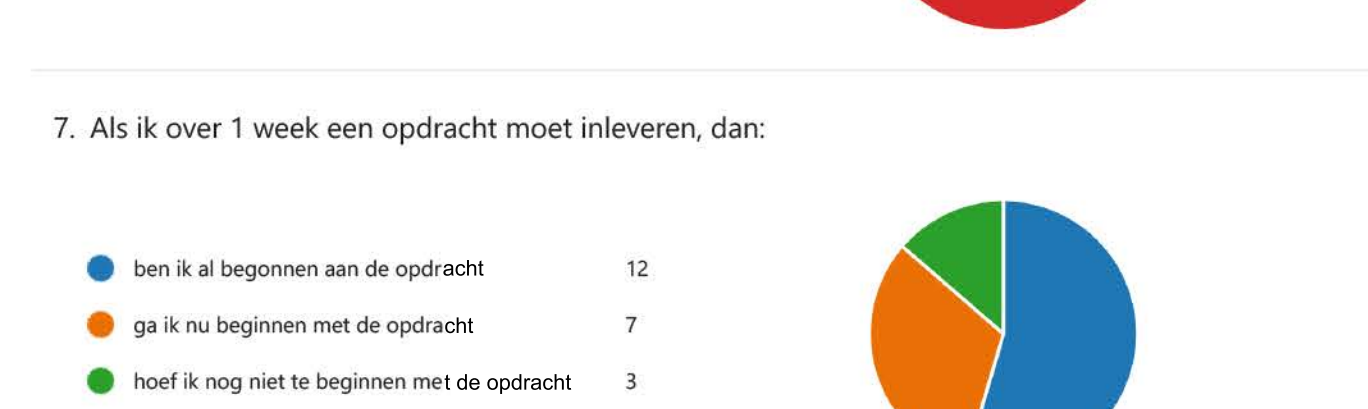 7. Als ik over 1 week een opdracht moet inleveren, dan:
ben ik al begonnen aan de opdracht 12
ga ik nu beginnen met de opdracht 7
hoef ik nog niet te beginnen met de opdracht 3